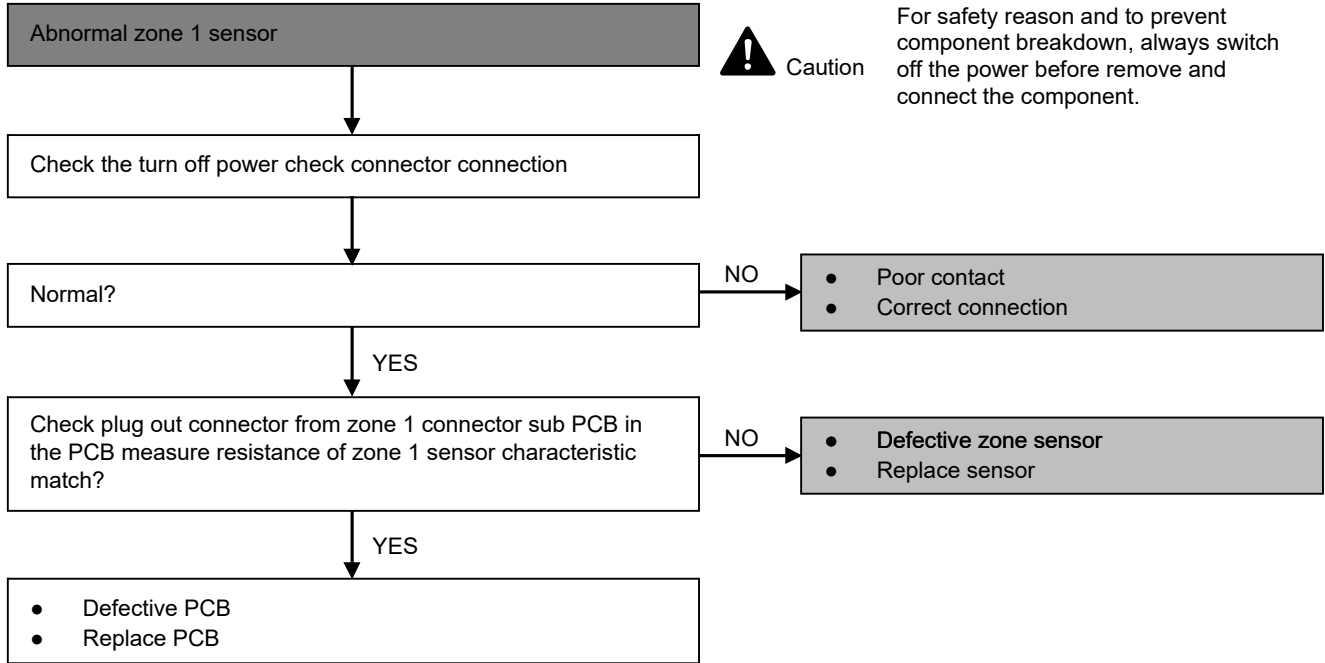 Abnormal zone 1 sensor
Caution
For safety reason and to prevent
component breakdown, always switch
off the power before remove and
connect the component.
Check the turn off power check connector connection
Normal?
NO
● Poor contact
● Correct connection
YES
Check plug out connector from zone 1 connector sub PCB in
the PCB measure resistance of zone 1 sensor characteristic
match?
NO
● Defective zone sensor
● Replace sensor
YES
● Defective PCB
● Replace PCB